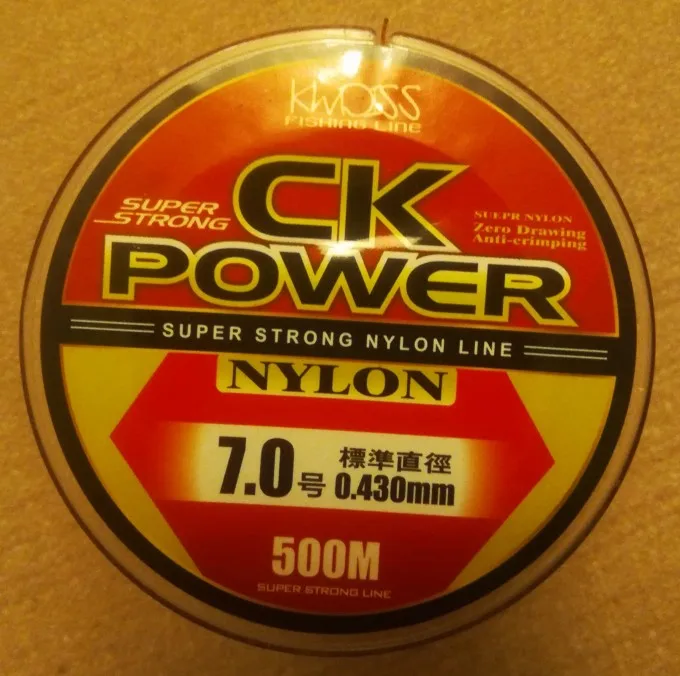 KWOSS
FISHING LINE
SUPER
STRONG
CK
POWER
SUEPR NYLON
Zero Drawing
Anti-crimping
SUPER STRONG NYLON LINE
NYLON
7.0号
標準直徑
0.430mm
500M
SUPER STRONG LINE